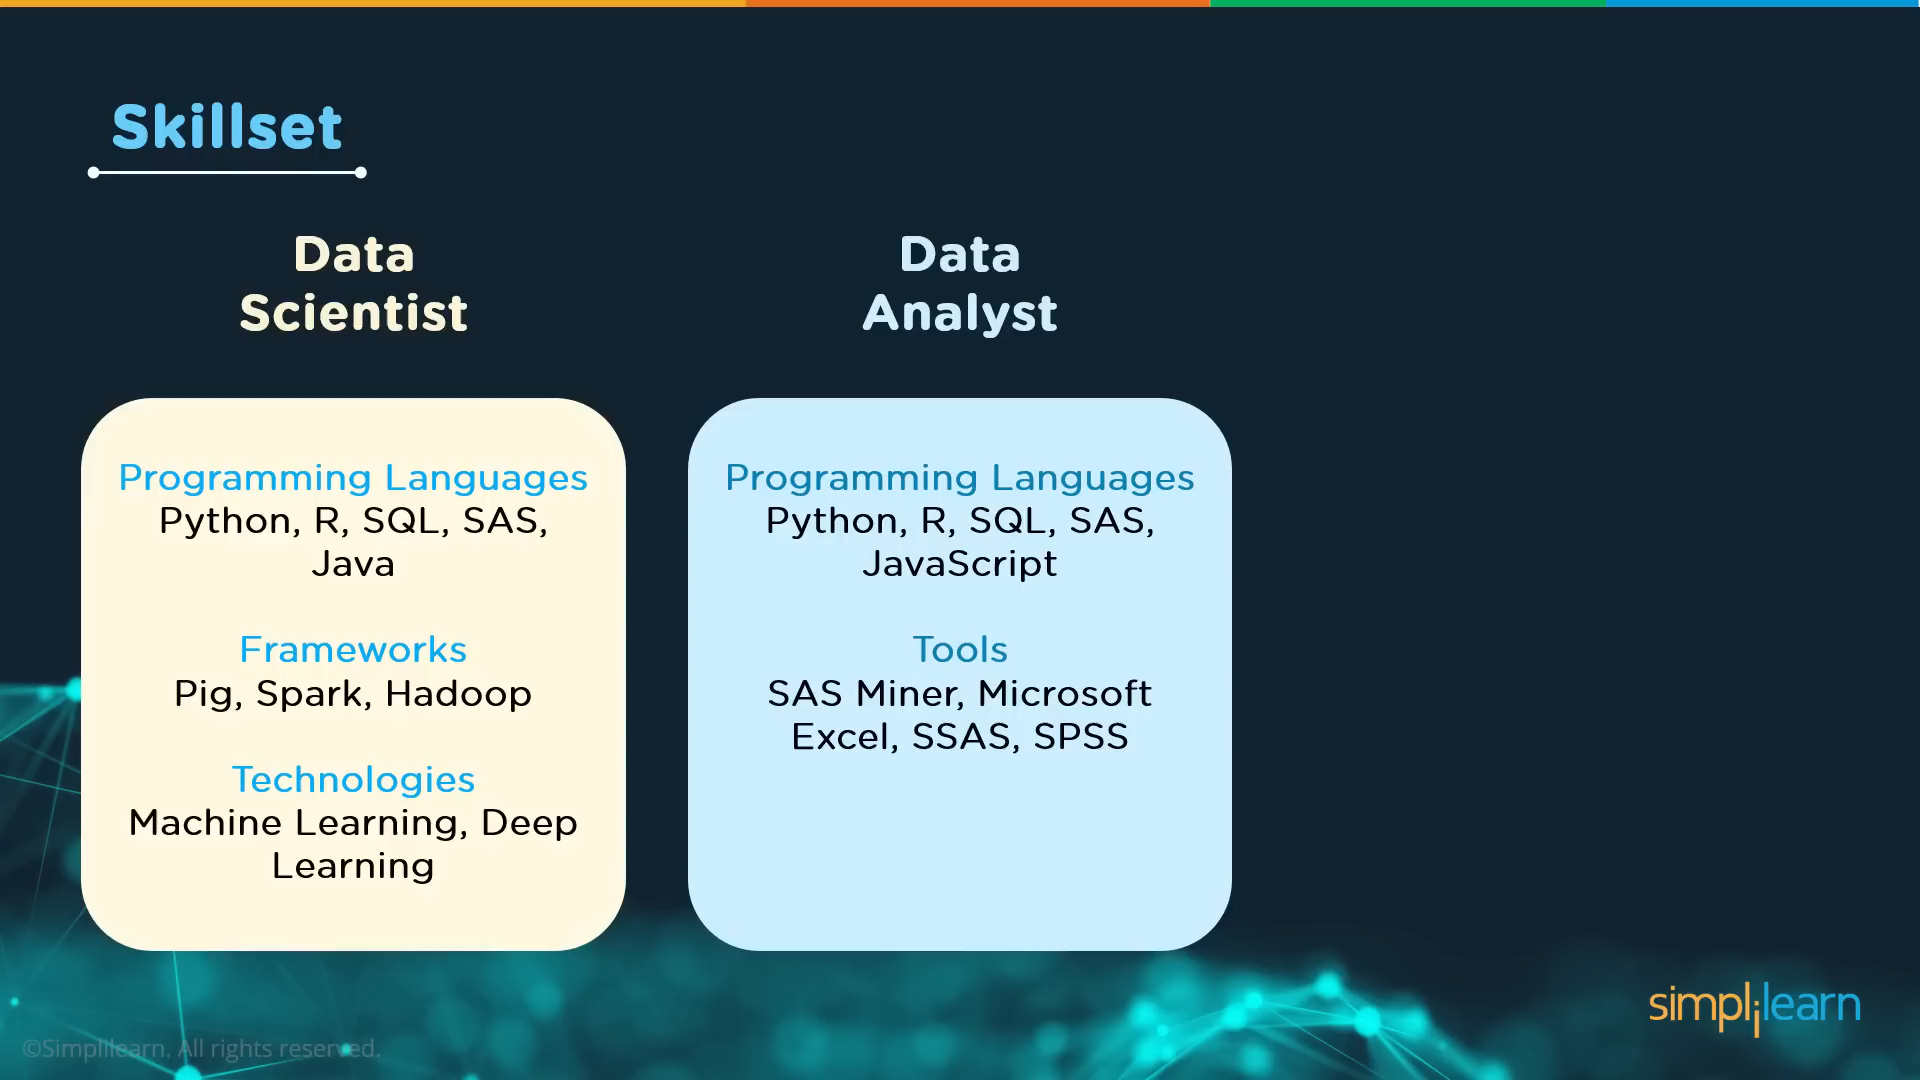 Skillset
Data
Scientist
Programming Languages
Python, R, SQL, SAS,
Java
Frameworks
Pig, Spark, Hadoop
Technologies
Machine Learning, Deep
Learning
Data
Analyst
Programming Languages
Python, R, SQL, SAS,
JavaScript
Tools
SAS Miner, Microsoft
Excel, SSAS, SPSS
simplilearn
©Simplilearn. All rights reserved.